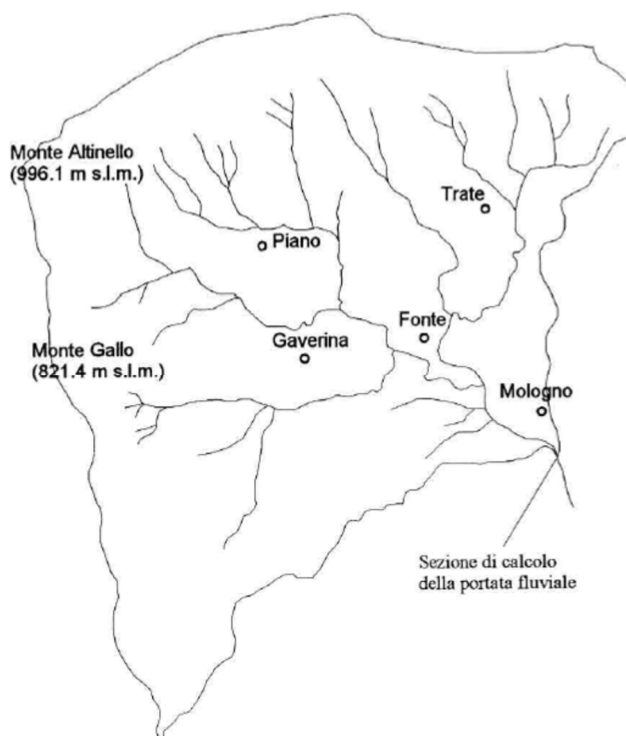 Monte Altinello
(996.1 m s.l.m.)
Trate
Piano
Fonte
Gaverina
Monte Gallo
(821.4 m s.l.m.)
Mologno
Sezione di calcolo
della portata fluviale